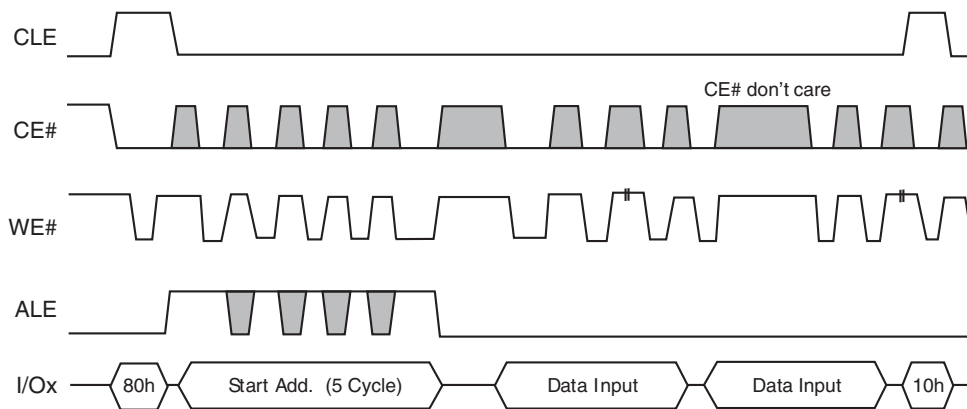 CLE
CE# don't care
CE#
WE#
ALE
I/Ox
80h
Start Add. (5 Cycle)
Data Input
Data Input
10h